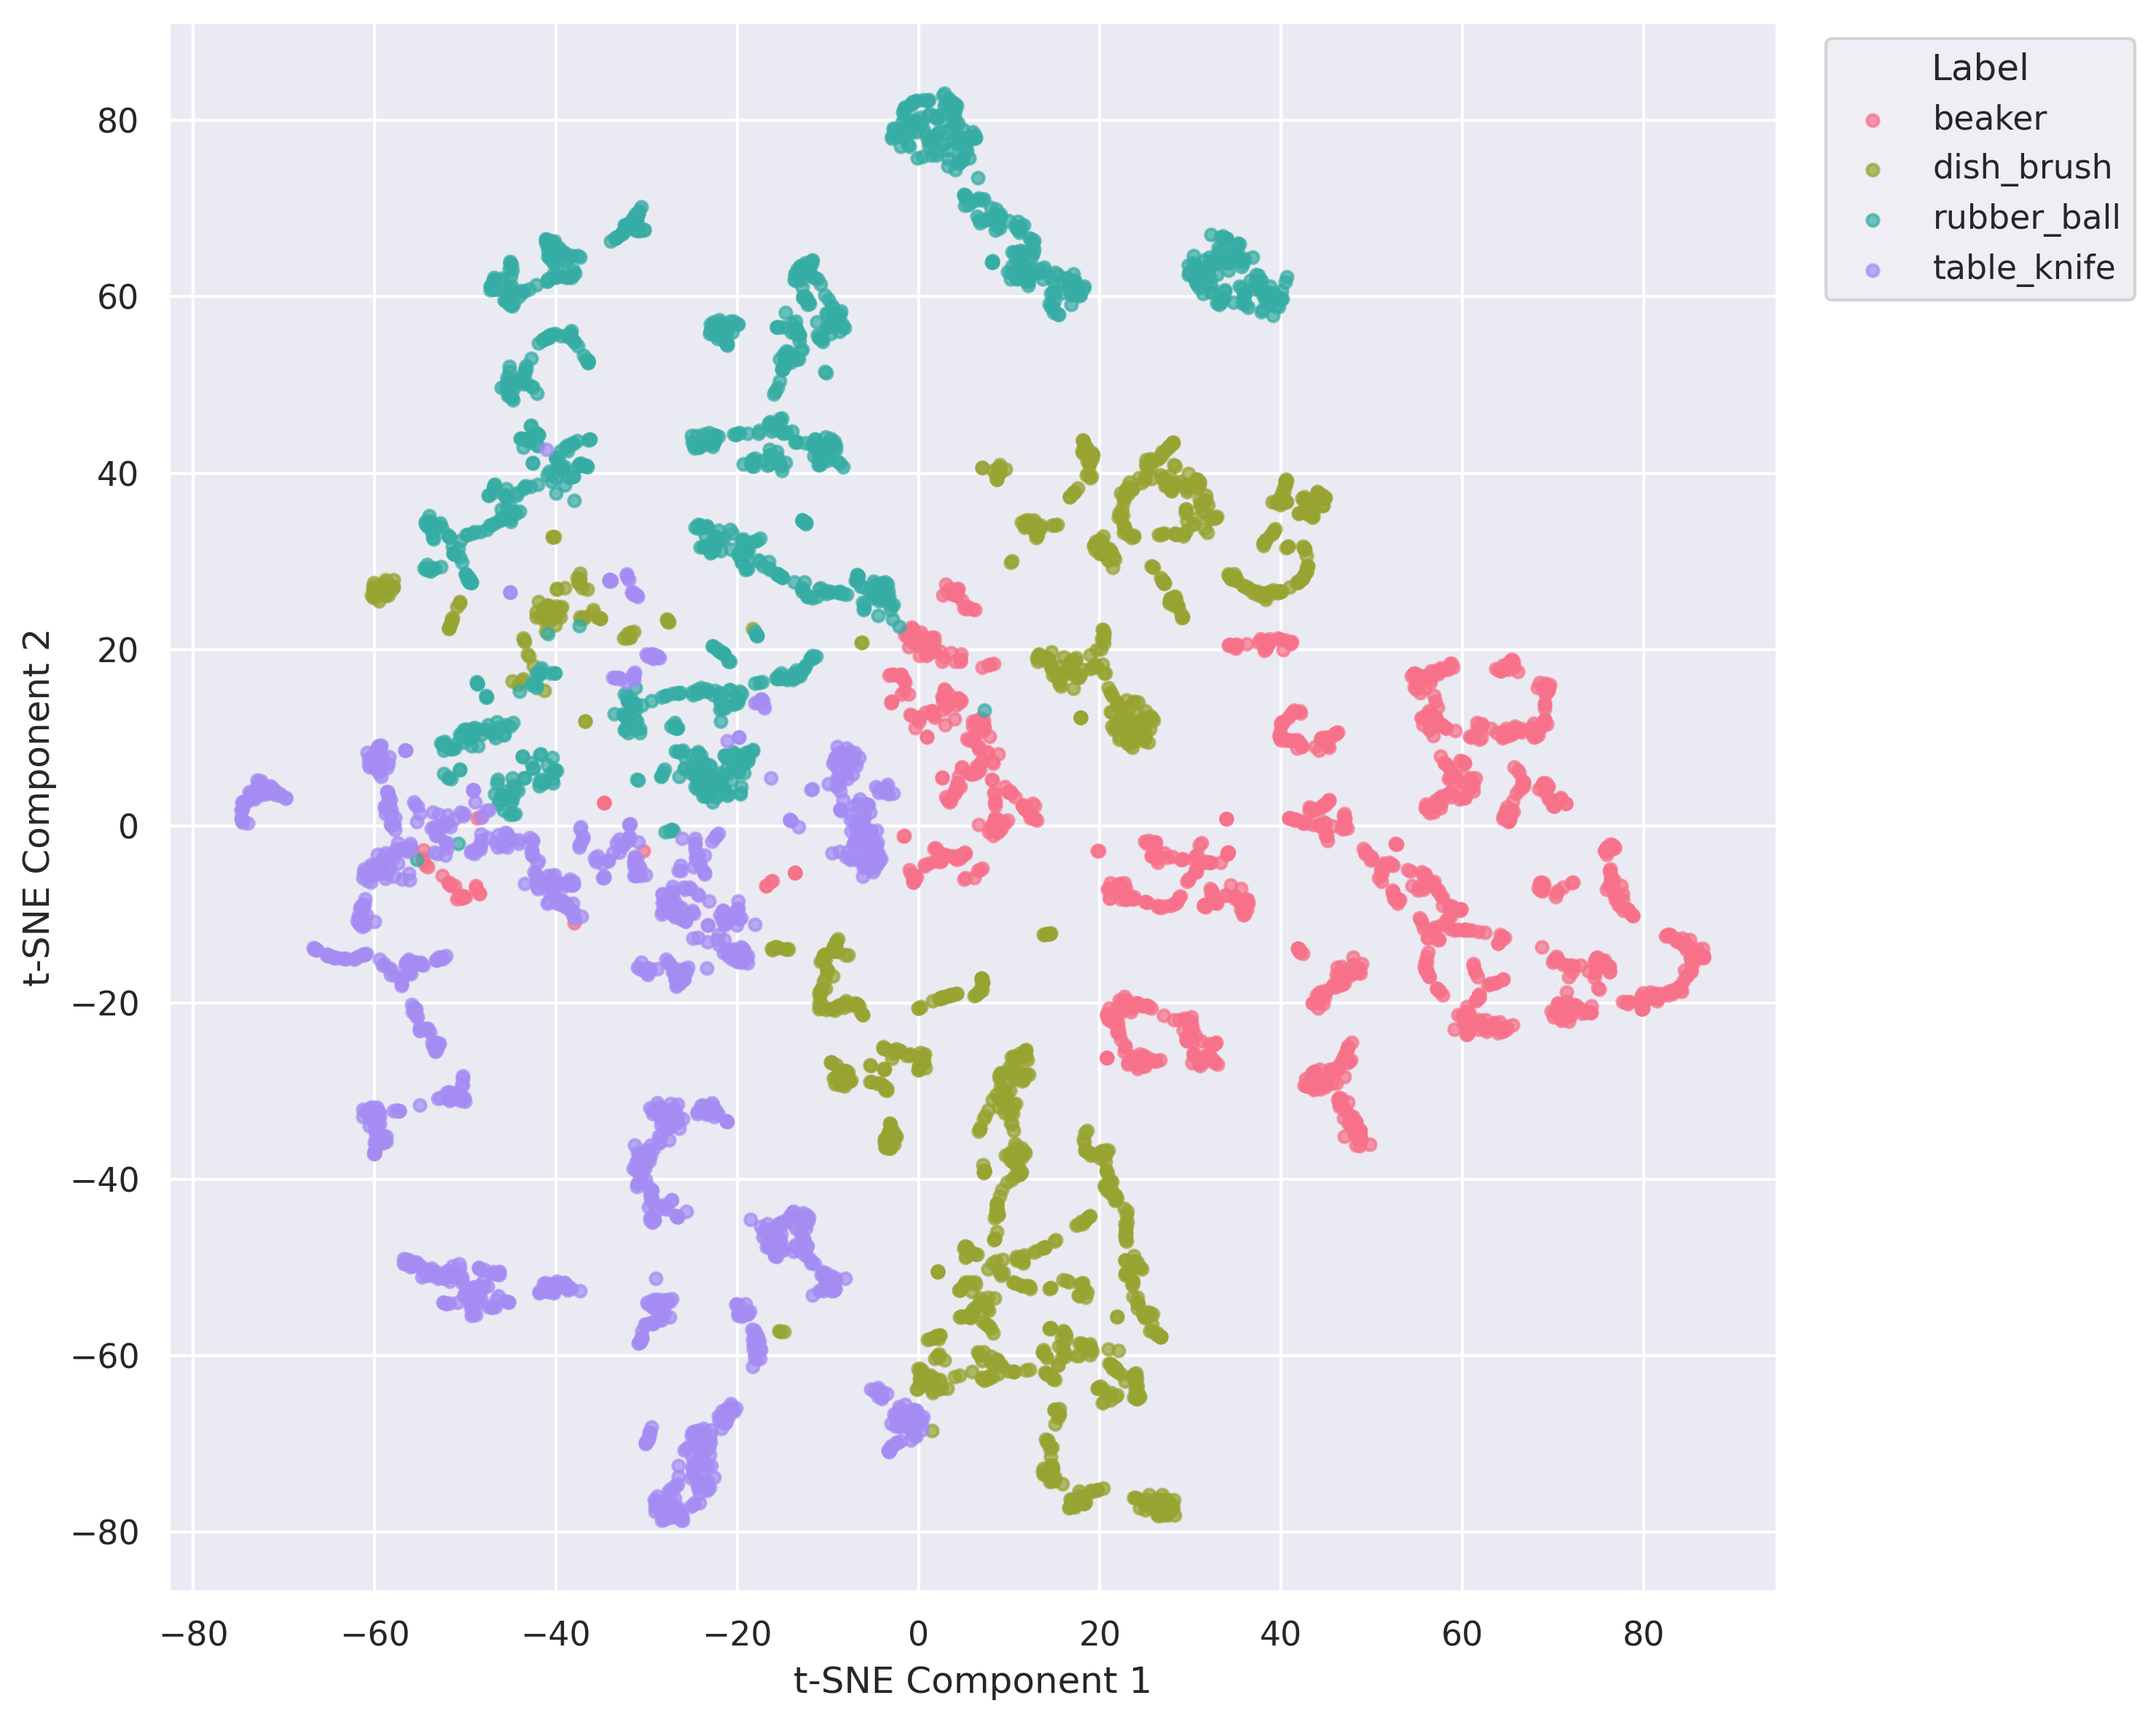 Label
beaker
dish_brush
rubber_ball
table_knife
t-SNE Component 2
80
60
40
20
0
−20
−40
−60
−80
−80 −60 −40 −20 0 20 40 60 80
t-SNE Component 1